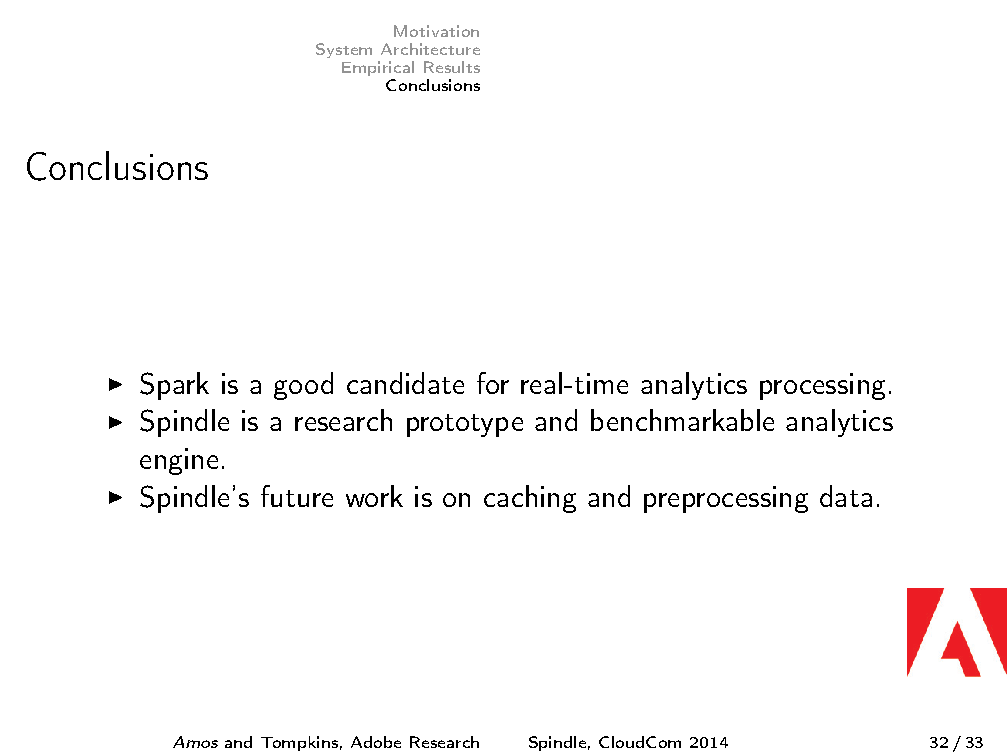 Motivation
System Architecture
Empirical Results
Conclusions
Conclusions
▶ Spark is a good candidate for real-time analytics processing.
▶ Spindle is a research prototype and benchmarkable analytics
engine.
▶ Spindle's future work is on caching and preprocessing data.
Amos and Tompkins, Adobe Research Spindle, CloudCom 2014 32 / 33